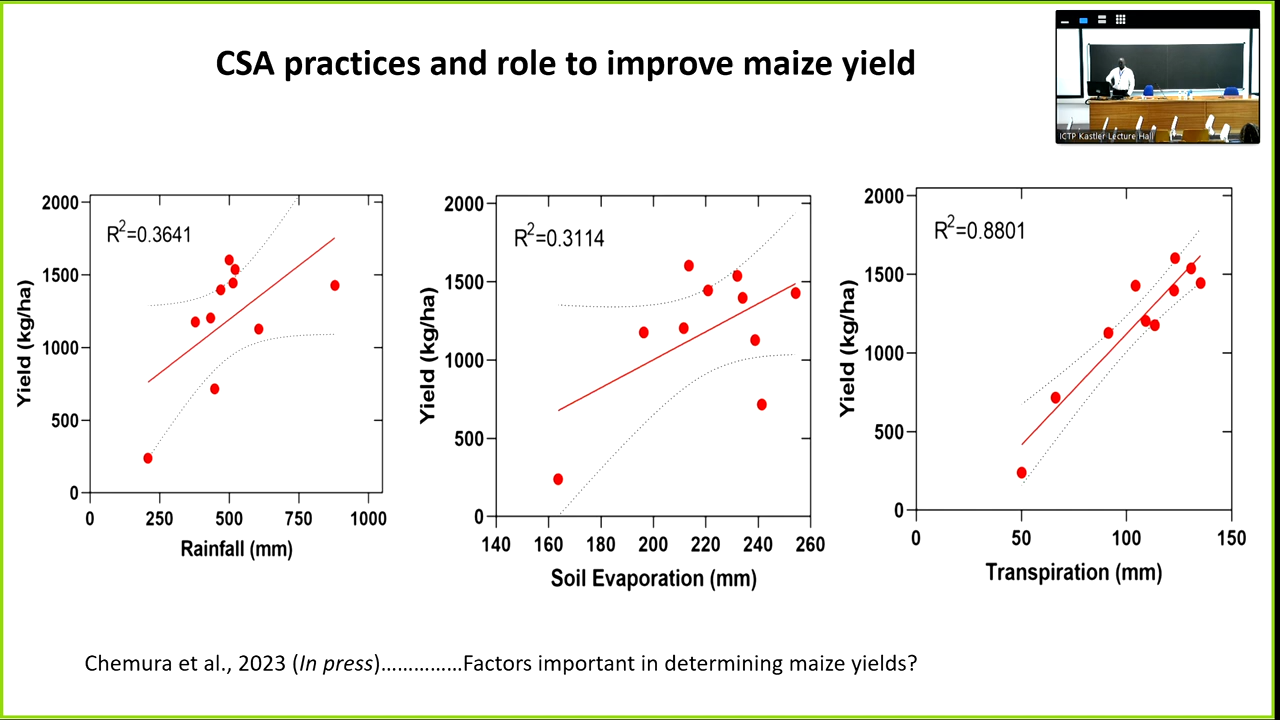 CSA practices and role to improve maize yield
ICTP Kastler Lecture Hall
R²=0.3641
Yield (kg/ha)
2000
1500
1000
500
0
0 250 500 750 1000
Rainfall (mm)
R²=0.3114
Yield (kg/ha)
2000
1500
1000
500
0
140 160 180 200 220 240 260
Soil Evaporation (mm)
R²=0.8801
Yield (kg/ha)
2000
1500
1000
500
0
0 50 100 150
Transpiration (mm)
Chemura et al., 2023 (In press)……………Factors important in determining maize yields?